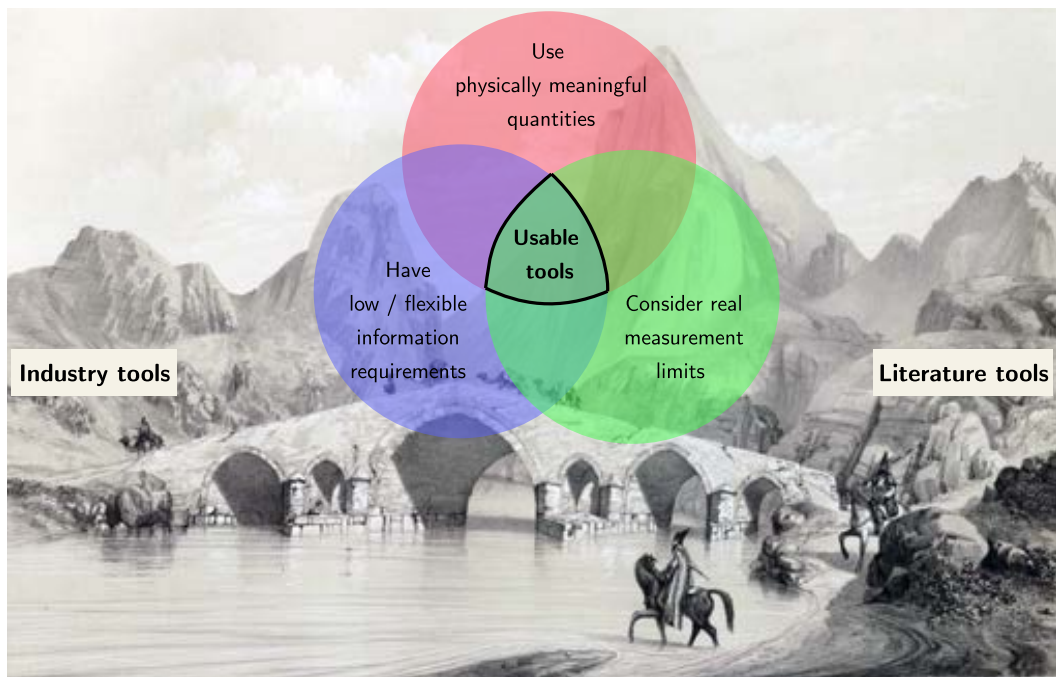 Use
physically meaningful
quantities
Usable
tools
Have
low / flexible
information
requirements
Consider real
measurement
limits
Industry tools
Literature tools